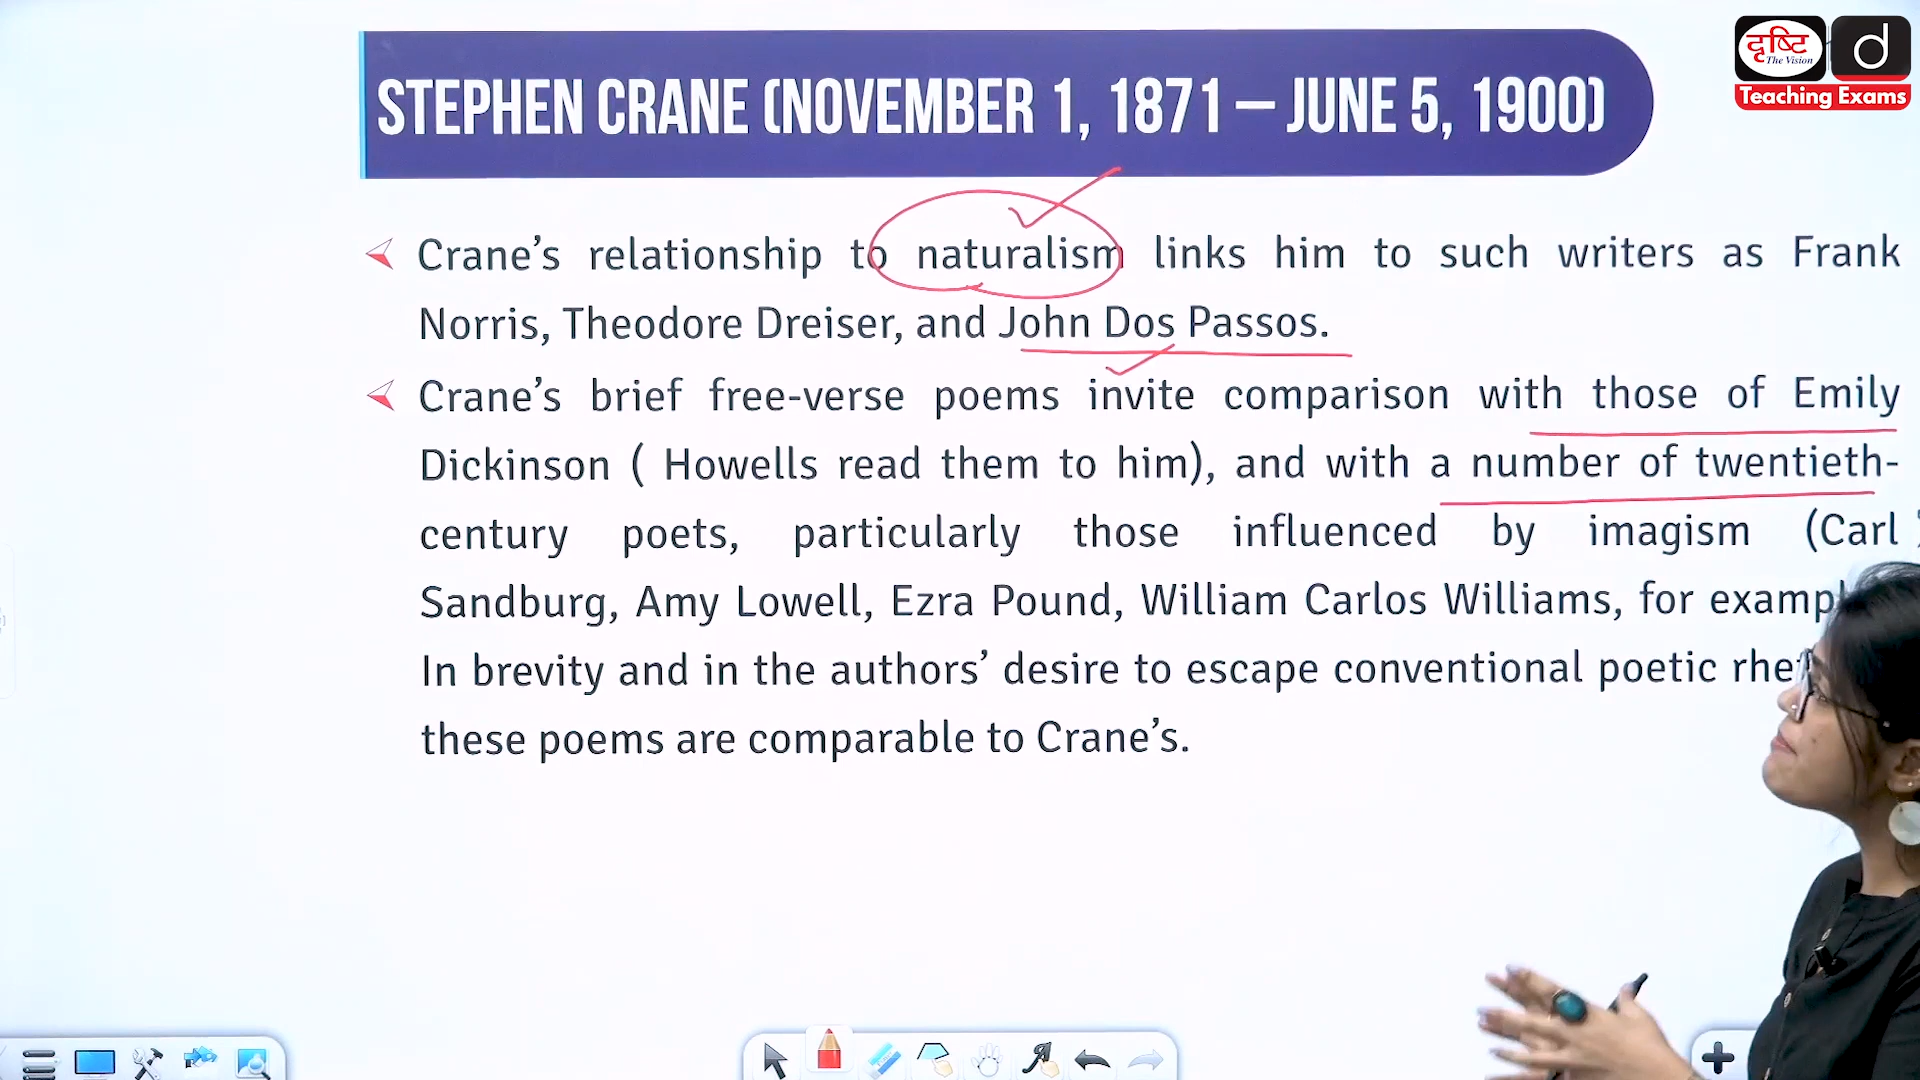 दृष्टि
The Vision
d
Teaching Exams
STEPHEN CRANE (NOVEMBER 1, 1871 – JUNE 5, 1900)
Crane’s relationship to naturalism links him to such writers as Frank
Norris, Theodore Dreiser, and John Dos Passos.
Crane’s brief free-verse poems invite comparison with those of Emily
Dickinson ( Howells read them to him), and with a number of twentieth-
century poets, particularly those influenced by imagism (Carl
Sandburg, Amy Lowell, Ezra Pound, William Carlos Williams, for
In brevity and in the authors’ desire to escape conventional poetic
these poems are comparable to Crane’s.